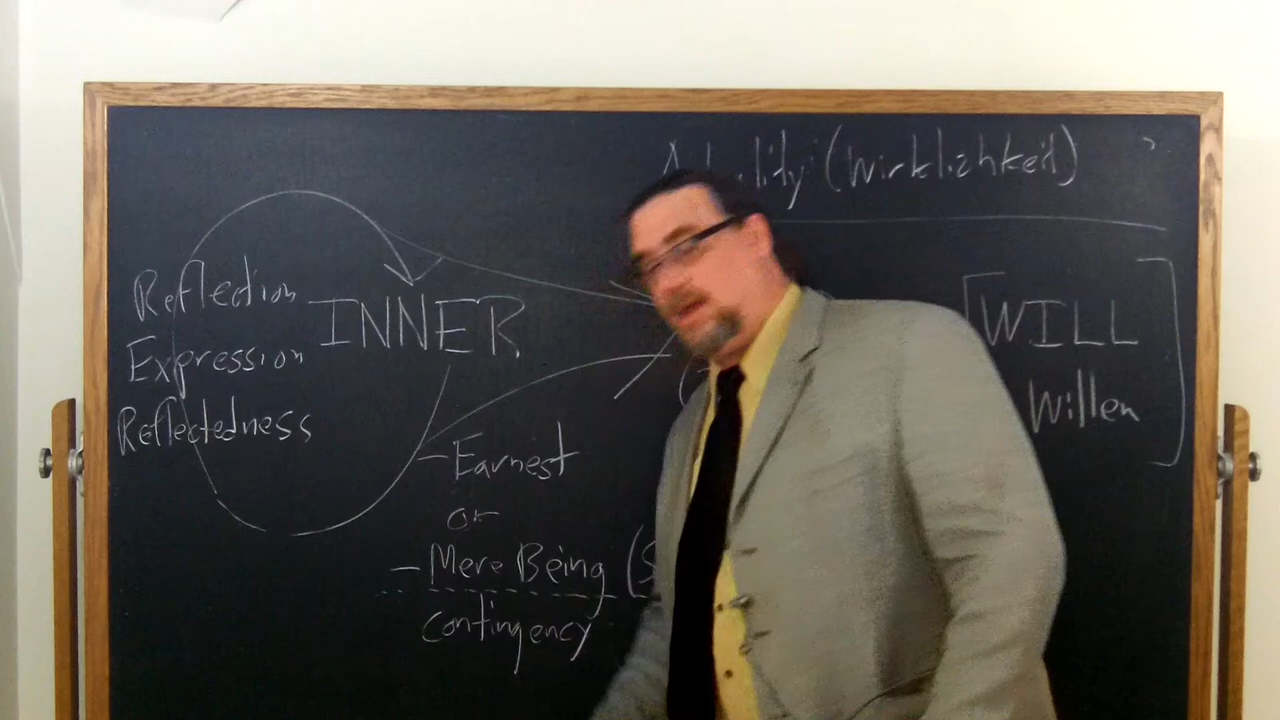 (Wirklichkeit)
Reflection
INNER
Expression
Reflectedness
WILL
Willen
- Earnest
or
- Mere Being (S
contingency